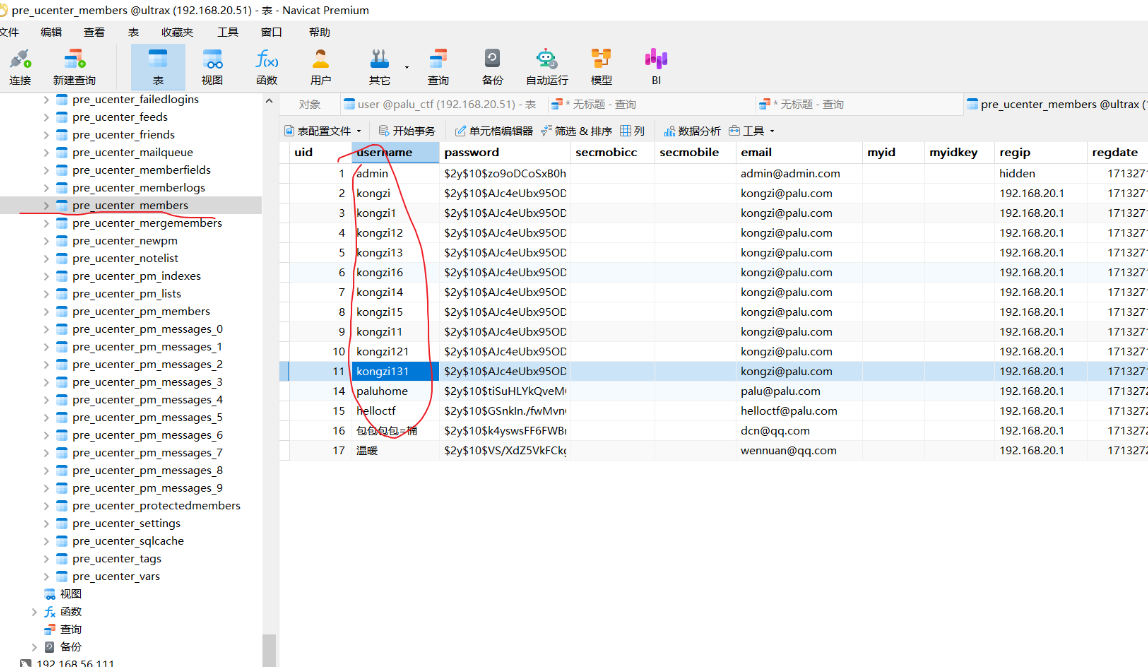 pre_ucenter_members @ultrax (192.168.20.51) - 表 - Navicat Premium
文件 编辑 查看 表 收藏夹 工具 窗口 帮助
连接 新建查询 表 视图 函数 用户 其它 查询 备份 自动运行 模型 BI
对象 user @palu_ctf (192.168.20.51) - 表 * 无标题 - 查询 * 无标题 - 查询 pre_ucenter_members @ultrax (
表配置文件 开始事务 单元格编辑器 筛选 & 排序 列 数据分析 工具
pre_ucenter_failedlogins
pre_ucenter_feeds
pre_ucenter_friends
pre_ucenter_mailqueue
pre_ucenter_memberfields
pre_ucenter_memberlogs
pre_ucenter_members
pre_ucenter_mergemembers
pre_ucenter_newpm
pre_ucenter_notelist
pre_ucenter_pm_indexes
pre_ucenter_pm_lists
pre_ucenter_pm_members
pre_ucenter_pm_messages_0
pre_ucenter_pm_messages_1
pre_ucenter_pm_messages_2
pre_ucenter_pm_messages_3
pre_ucenter_pm_messages_4
pre_ucenter_pm_messages_5
pre_ucenter_pm_messages_6
pre_ucenter_pm_messages_7
pre_ucenter_pm_messages_8
pre_ucenter_pm_messages_9
pre_ucenter_protectedmembers
pre_ucenter_settings
pre_ucenter_sqlcache
pre_ucenter_tags
pre_ucenter_vars
视图
函数
查询
备份
192.168.56.111
uid username password secmobicc secmobile email myid myidkey regip regdate
1 admin $2y$10$zo9oDCoSxB0h admin@admin.com hidden 171327
2 kongzi $2y$10$AJc4eUbx95OD kongzi@palu.com 192.168.20.1 171327
3 kongzi1 $2y$10$AJc4eUbx95OD kongzi@palu.com 192.168.20.1 171327
4 kongzi12 $2y$10$AJc4eUbx95OD kongzi@palu.com 192.168.20.1 171327
5 kongzi13 $2y$10$AJc4eUbx95OD kongzi@palu.com 192.168.20.1 171327
6 kongzi16 $2y$10$AJc4eUbx95OD kongzi@palu.com 192.168.20.1 171327
7 kongzi14 $2y$10$AJc4eUbx95OD kongzi@palu.com 192.168.20.1 171327
8 kongzi15 $2y$10$AJc4eUbx95OD kongzi@palu.com 192.168.20.1 171327
9 kongzi11 $2y$10$AJc4eUbx95OD kongzi@palu.com 192.168.20.1 171327
10 kongzi121 $2y$10$AJc4eUbx95OD kongzi@palu.com 192.168.20.1 171327
11 kongzi131 $2y$10$AJc4eUbx95OD kongzi@palu.com 192.168.20.1 171327
14 paluhome $2y$10$tiSuHLYkQveM palu@palu.com 192.168.20.1 171327
15 helloctf $2y$10$GSnkIn./fwMvn helloctf@palu.com 192.168.20.1 171327
16 包包包包=桶 $2y$10$k4yswsFF6FWB dcn@qq.com 192.168.20.1 171327
17 温暖 $2y$10$VS/XdZ5VkFCk wennuan@qq.com 192.168.20.1 171327